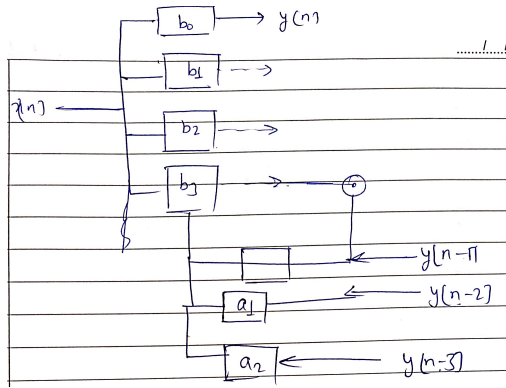 b0 y(n)
b1
x[n]
b2
b3
y[n-1]
a1 y[n-2]
a2 y[n-3]